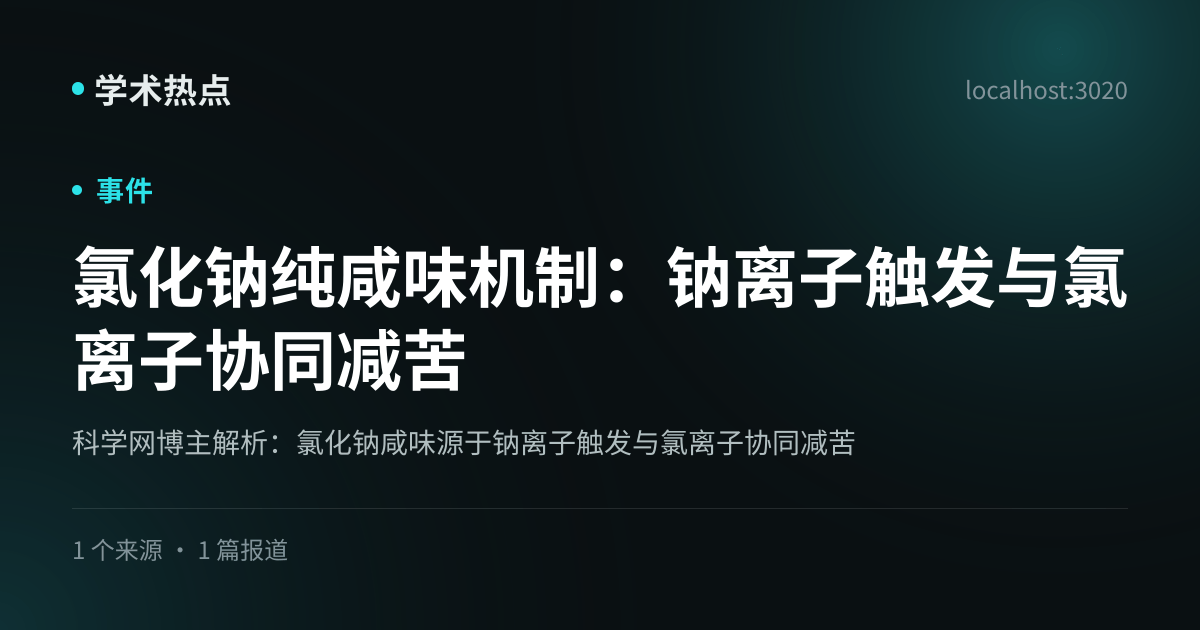 学术热点
localhost:3020
事件
氯化钠纯咸味机制：钠离子触发与氯
离子协同减苦
科学网博主解析：氯化钠咸味源于钠离子触发与氯离子协同减苦
1 个来源 · 1 篇报道